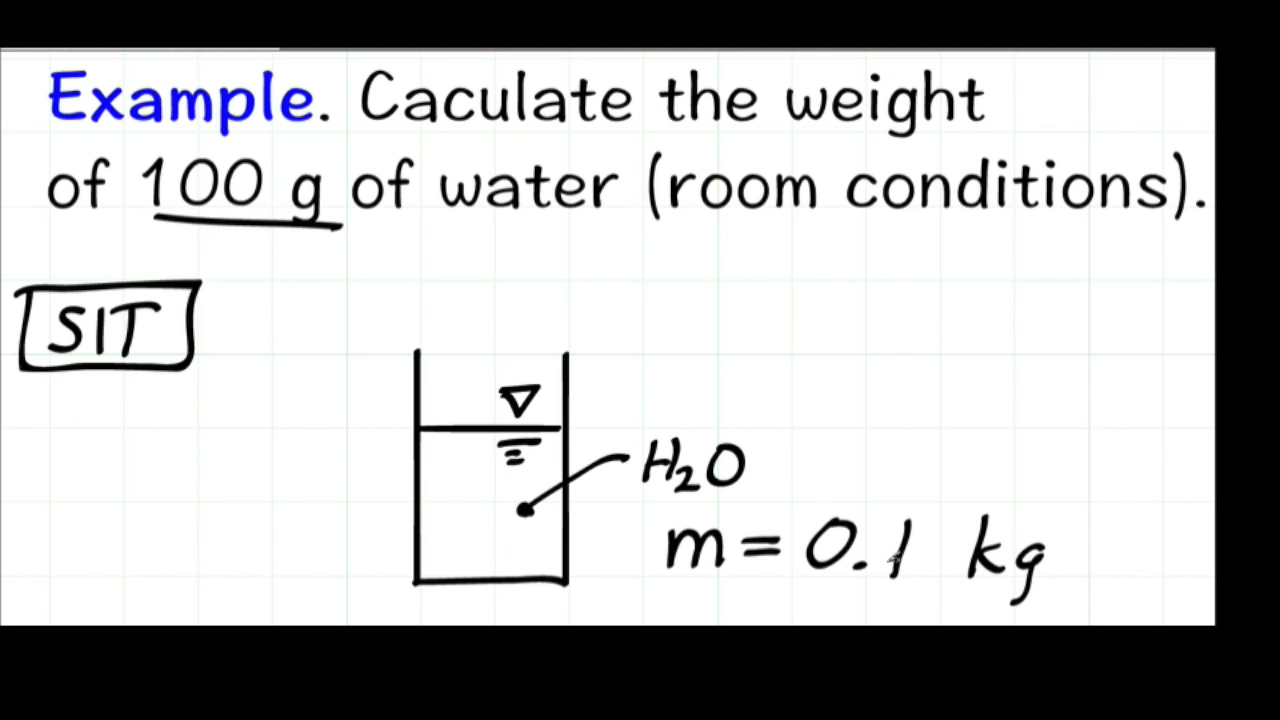 Example. Caculate the weight
of 100 g of water (room conditions).
SIT
H₂O
m = 0.1 kg